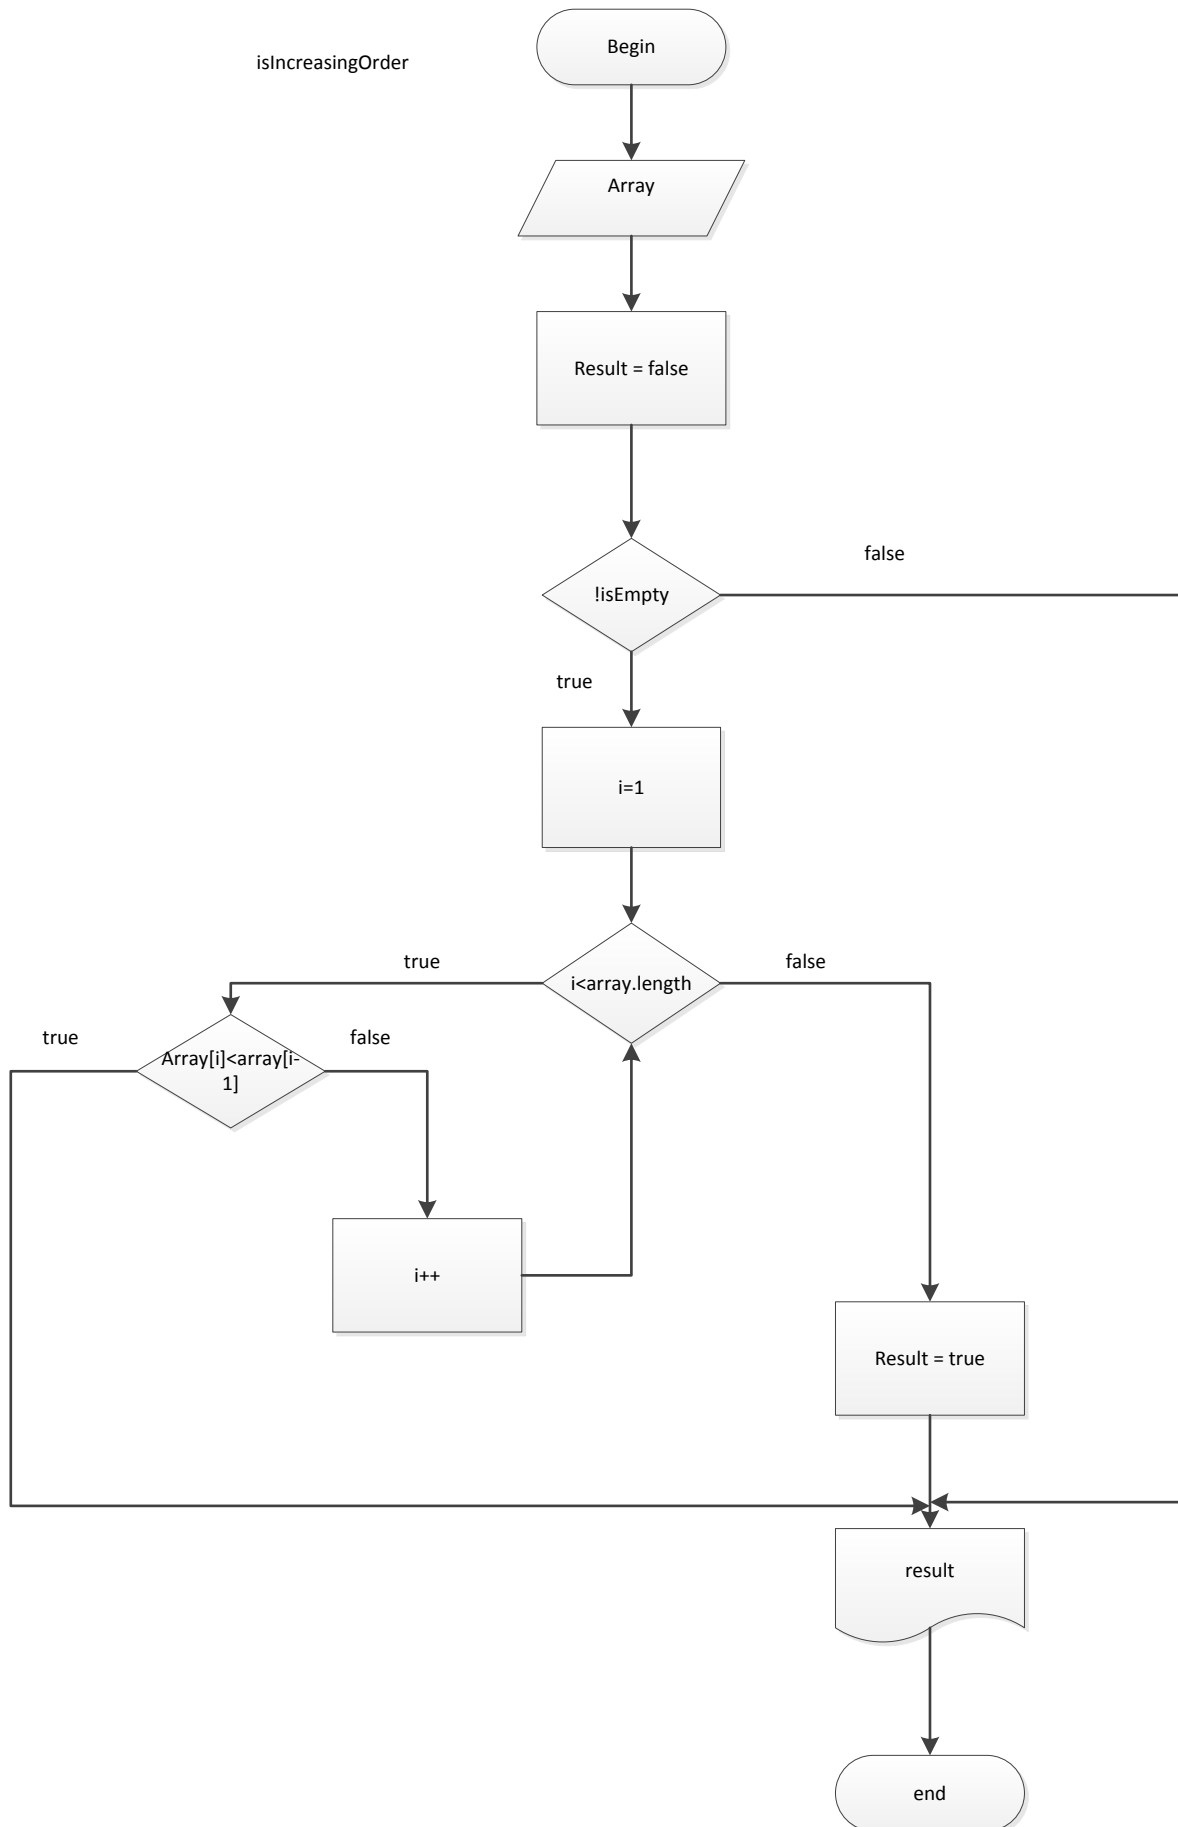 Begin
isIncreasingOrder
Array
Result = false
false
!isEmpty
true
i=1
true
i<array.length
false
true
Array[i]<array[i-
1]
false
i++
Result = true
result
end